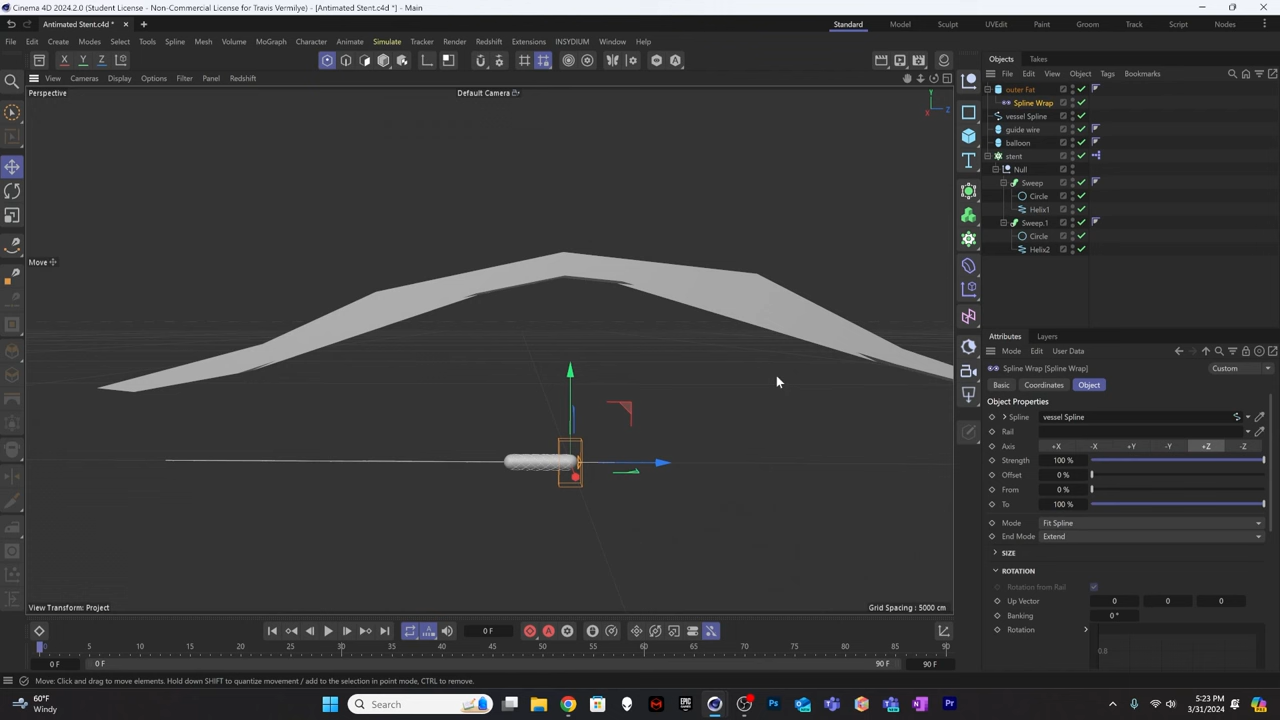 Cinema 4D 2024.2.0 (Student License - Non-Commercial License for Travis Vermilye) - [Antimated Stent.c4d *] - Main
Antimated Stent.c4d *
Standard Model Sculpt UVEdit Paint Groom Track Script Nodes
File Edit Create Modes Select Tools Spline Mesh Volume MoGraph Character Animate Simulate Tracker Render Redshift Extensions INSYDIUM Window Help
X Y Z
Objects Takes
File Edit View Object Tags Bookmarks
View Cameras Display Options Filter Panel Redshift
Perspective
Default Camera
Y
Z
X
outer Fat
Spline Wrap
vessel Spline
guide wire
balloon
stent
Null
Sweep
Circle
Helix1
Sweep.1
Circle
Helix2
Move
Attributes Layers
Mode Edit User Data
Spline Wrap [Spline Wrap]
Custom
Basic Coordinates Object
Object Properties
Spline vessel Spline
Rail
Axis +X -X +Y -Y +Z -Z
Strength 100 %
Offset 0 %
From 0 %
To 100 %
Mode Fit Spline
End Mode Extend
SIZE
ROTATION
Rotation from Rail
Up Vector 0 0 0
Banking 0 °
Rotation
0.8
View Transform: Project
Grid Spacing : 5000 cm
0 F
0 5 10 15 20 25 30 35 40 45 50 55 60 65 70 75 80 85 90
0 F 0 F 90 F 90 F
Move: Click and drag to move elements. Hold down SHIFT to quantize movement / add to the selection in point mode, CTRL to remove.
60°F
Windy
Search
5:23 PM
3/31/2024